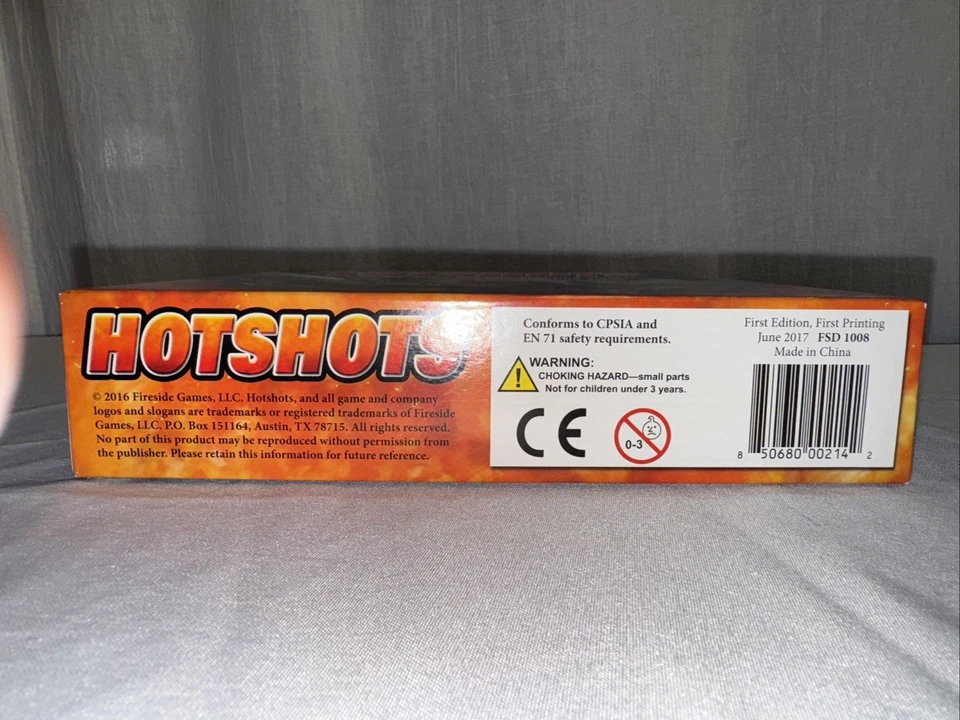 HOTSHOTS
© 2016 Fireside Games, LLC. Hotshots, and all game and company
logos and slogans are trademarks or registered trademarks of Fireside
Games, LLC. P.O. Box 151164, Austin, TX 78715. All rights reserved.
No part of this product may be reproduced without permission from
the publisher. Please retain this information for future reference.
Conforms to CPSIA and
EN 71 safety requirements.
WARNING:
CHOKING HAZARD—small parts
Not for children under 3 years.
CE
0-3
First Edition, First Printing
June 2017 FSD 1008
Made in China
8 50680 00214 2